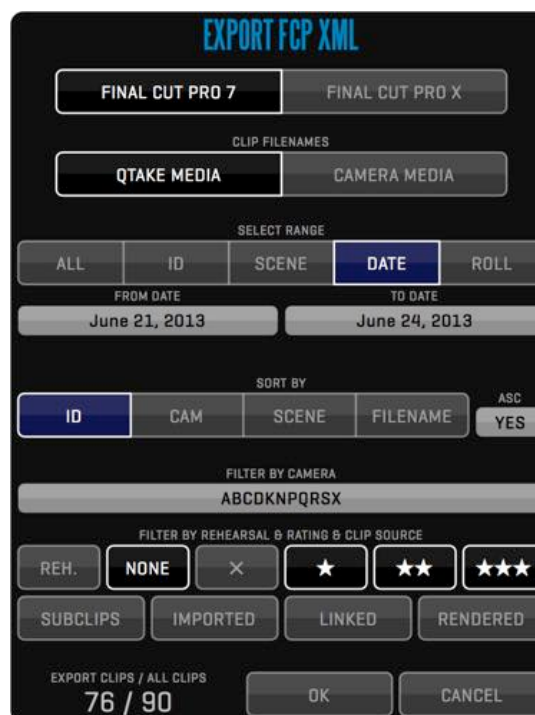 EXPORT FCP XML
FINAL CUT PRO 7 FINAL CUT PRO X
CLIP FILENAMES
QTAKE MEDIA CAMERA MEDIA
SELECT RANGE
ALL ID SCENE DATE ROLL
FROM DATE TO DATE
June 21, 2013 June 24, 2013
SORT BY
ID CAM SCENE FILENAME ASC YES
FILTER BY CAMERA
ABCDKNPQRSX
FILTER BY REHEARSAL & RATING & CLIP SOURCE
REH. NONE × ★ ★★ ★★★
SUBCLIPS IMPORTED LINKED RENDERED
EXPORT CLIPS / ALL CLIPS
76 / 90 OK CANCEL